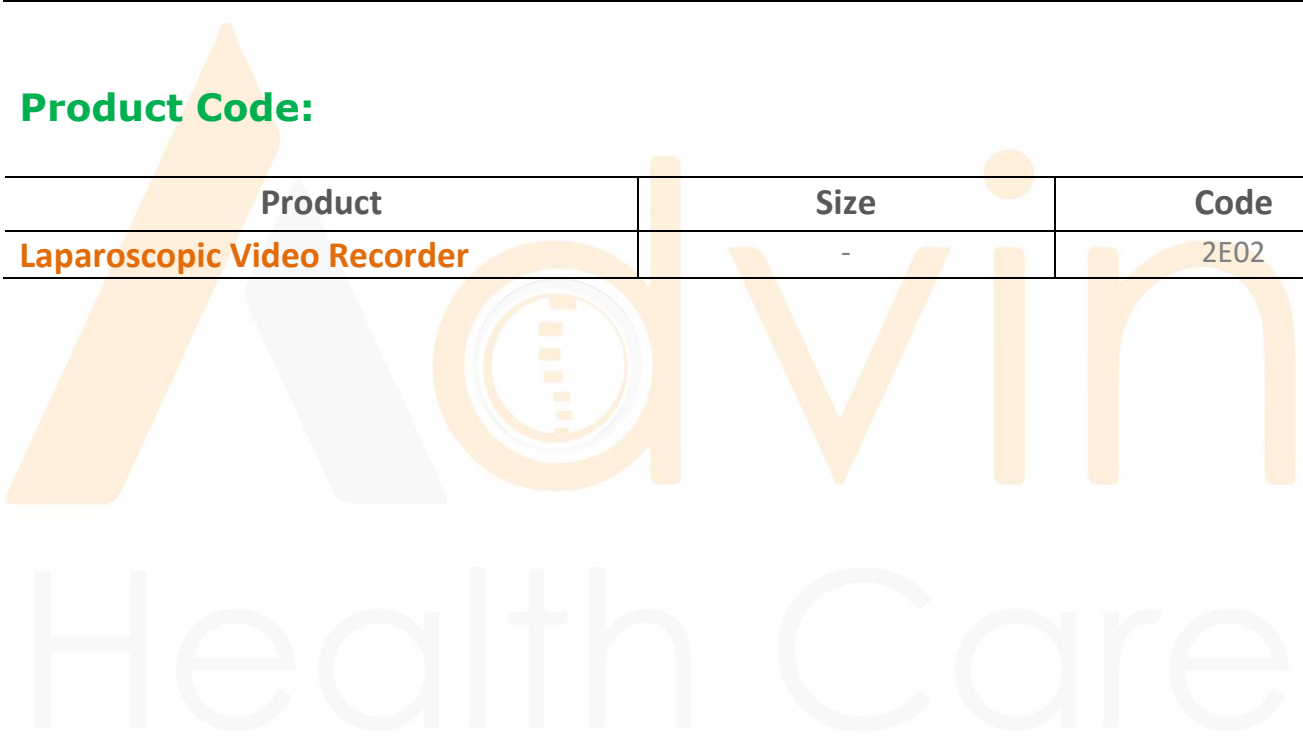 Product Code:
Product Size Code
Laparoscopic Video Recorder - 2E02
Advin
Health Care